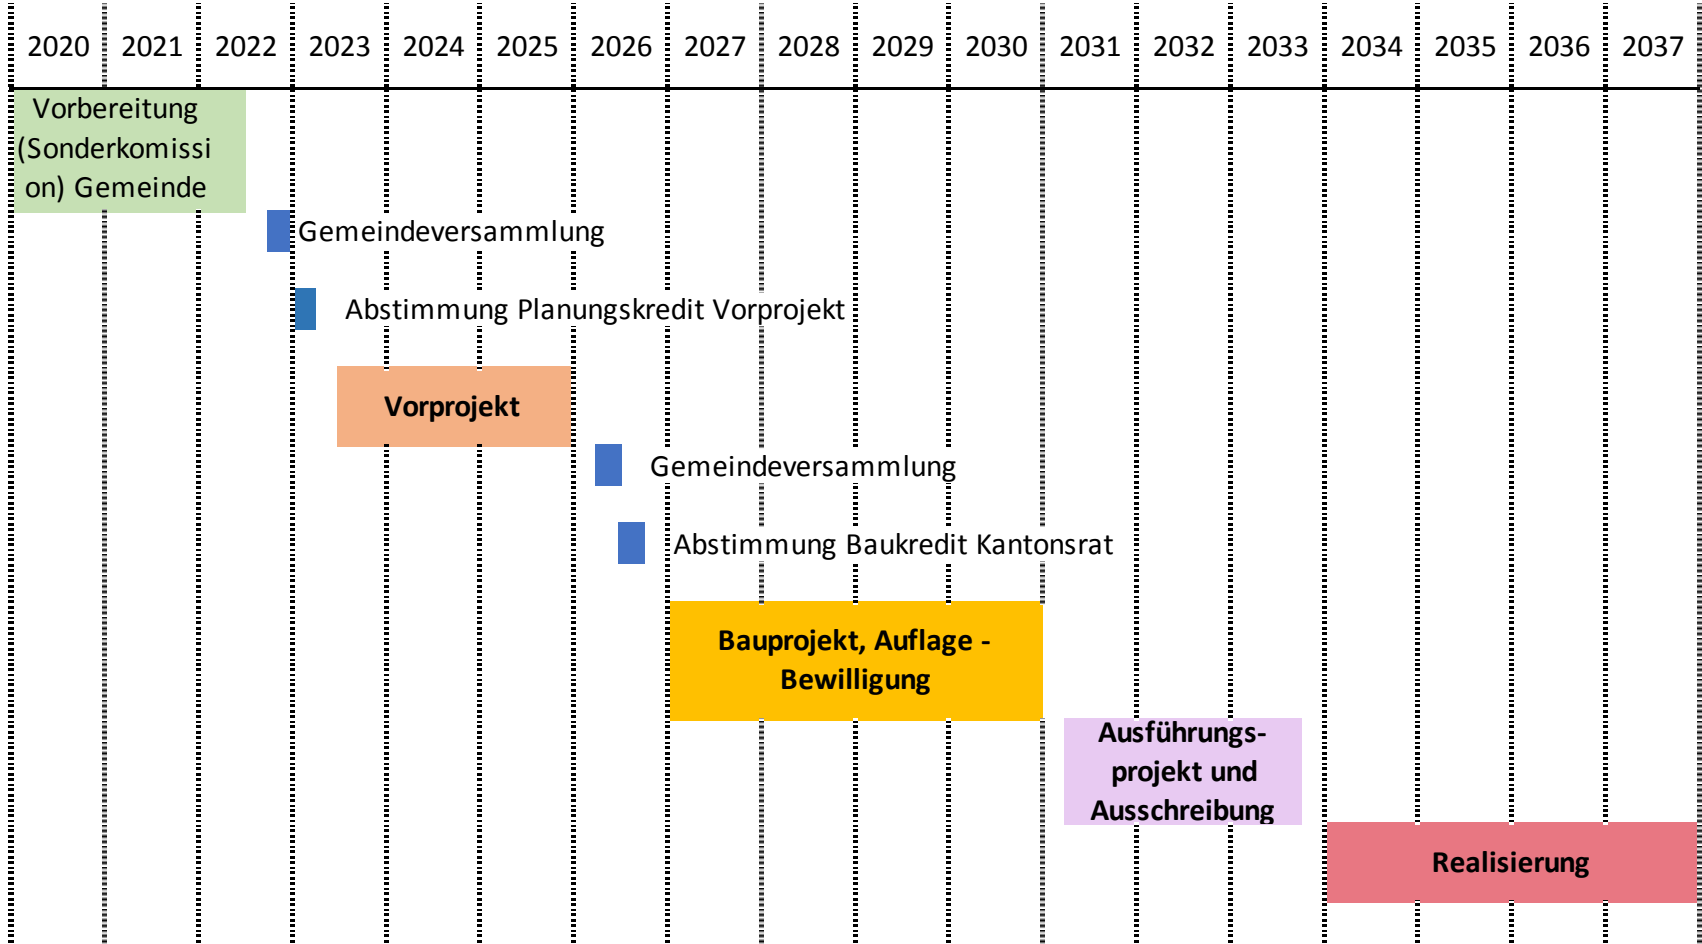 2020 2021 2022 2023 2024 2025 2026 2027 2028 2029 2030 2031 2032 2033 2034 2035 2036 2037
Vorbereitung
(Sonderkomissi
on) Gemeinde
Gemeindeversammlung
Abstimmung Planungskredit Vorprojekt
Vorprojekt
Gemeindeversammlung
Abstimmung Baukredit Kantonsrat
Bauprojekt, Auflage -
Bewilligung
Ausführungs-
projekt und
Ausschreibung
Realisierung